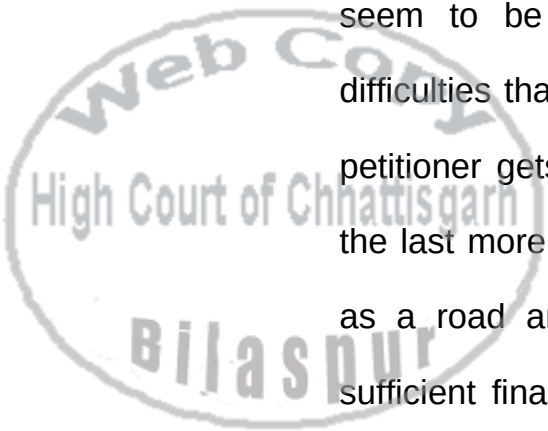 seem to be
Web Copy
difficulties tha
petitioner gets
High Court of Chhattisgarh
the last more
as a road an
Bilaspur
sufficient fina